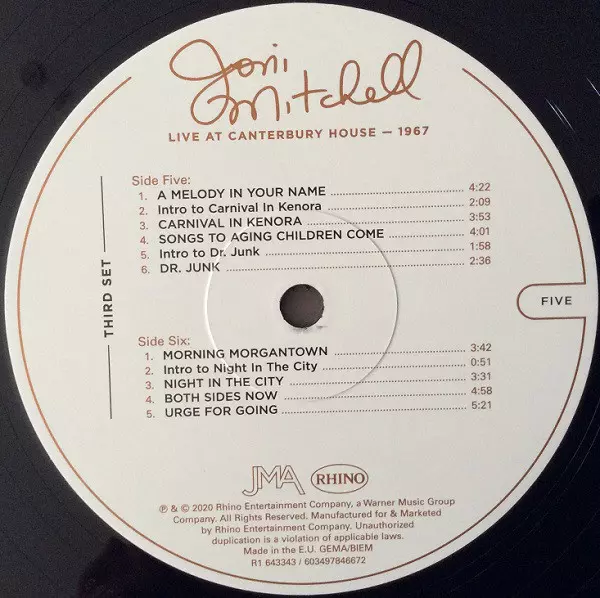 Joni
Mitchell
LIVE AT CANTERBURY HOUSE — 1967
THIRD SET
Side Five:
1. A MELODY IN YOUR NAME 4:22
2. Intro to Carnival In Kenora 2:09
3. CARNIVAL IN KENORA 3:53
4. SONGS TO AGING CHILDREN COME 4:01
5. Intro to Dr. Junk 1:58
6. DR. JUNK 2:36
FIVE
Side Six:
1. MORNING MORGANTOWN 3:42
2. Intro to Night In The City 0:51
3. NIGHT IN THE CITY 3:31
4. BOTH SIDES NOW 4:58
5. URGE FOR GOING 5:21
JMA RHINO
℗ & © 2020 Rhino Entertainment Company, a Warner Music Group
Company. All Rights Reserved. Manufactured for & Marketed
by Rhino Entertainment Company. Unauthorized
duplication is a violation of applicable laws.
Made in the E.U. GEMA/BIEM
R1 643343 / 603497846672